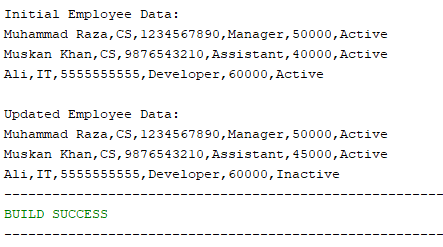 Initial Employee Data:
Muhammad Raza,CS,1234567890,Manager,50000,Active
Muskan Khan,CS,9876543210,Assistant,40000,Active
Ali,IT,5555555555,Developer,60000,Active

Updated Employee Data:
Muhammad Raza,CS,1234567890,Manager,50000,Active
Muskan Khan,CS,9876543210,Assistant,45000,Active
Ali,IT,5555555555,Developer,60000,Inactive
-------------------------------------------------------
BUILD SUCCESS
-------------------------------------------------------